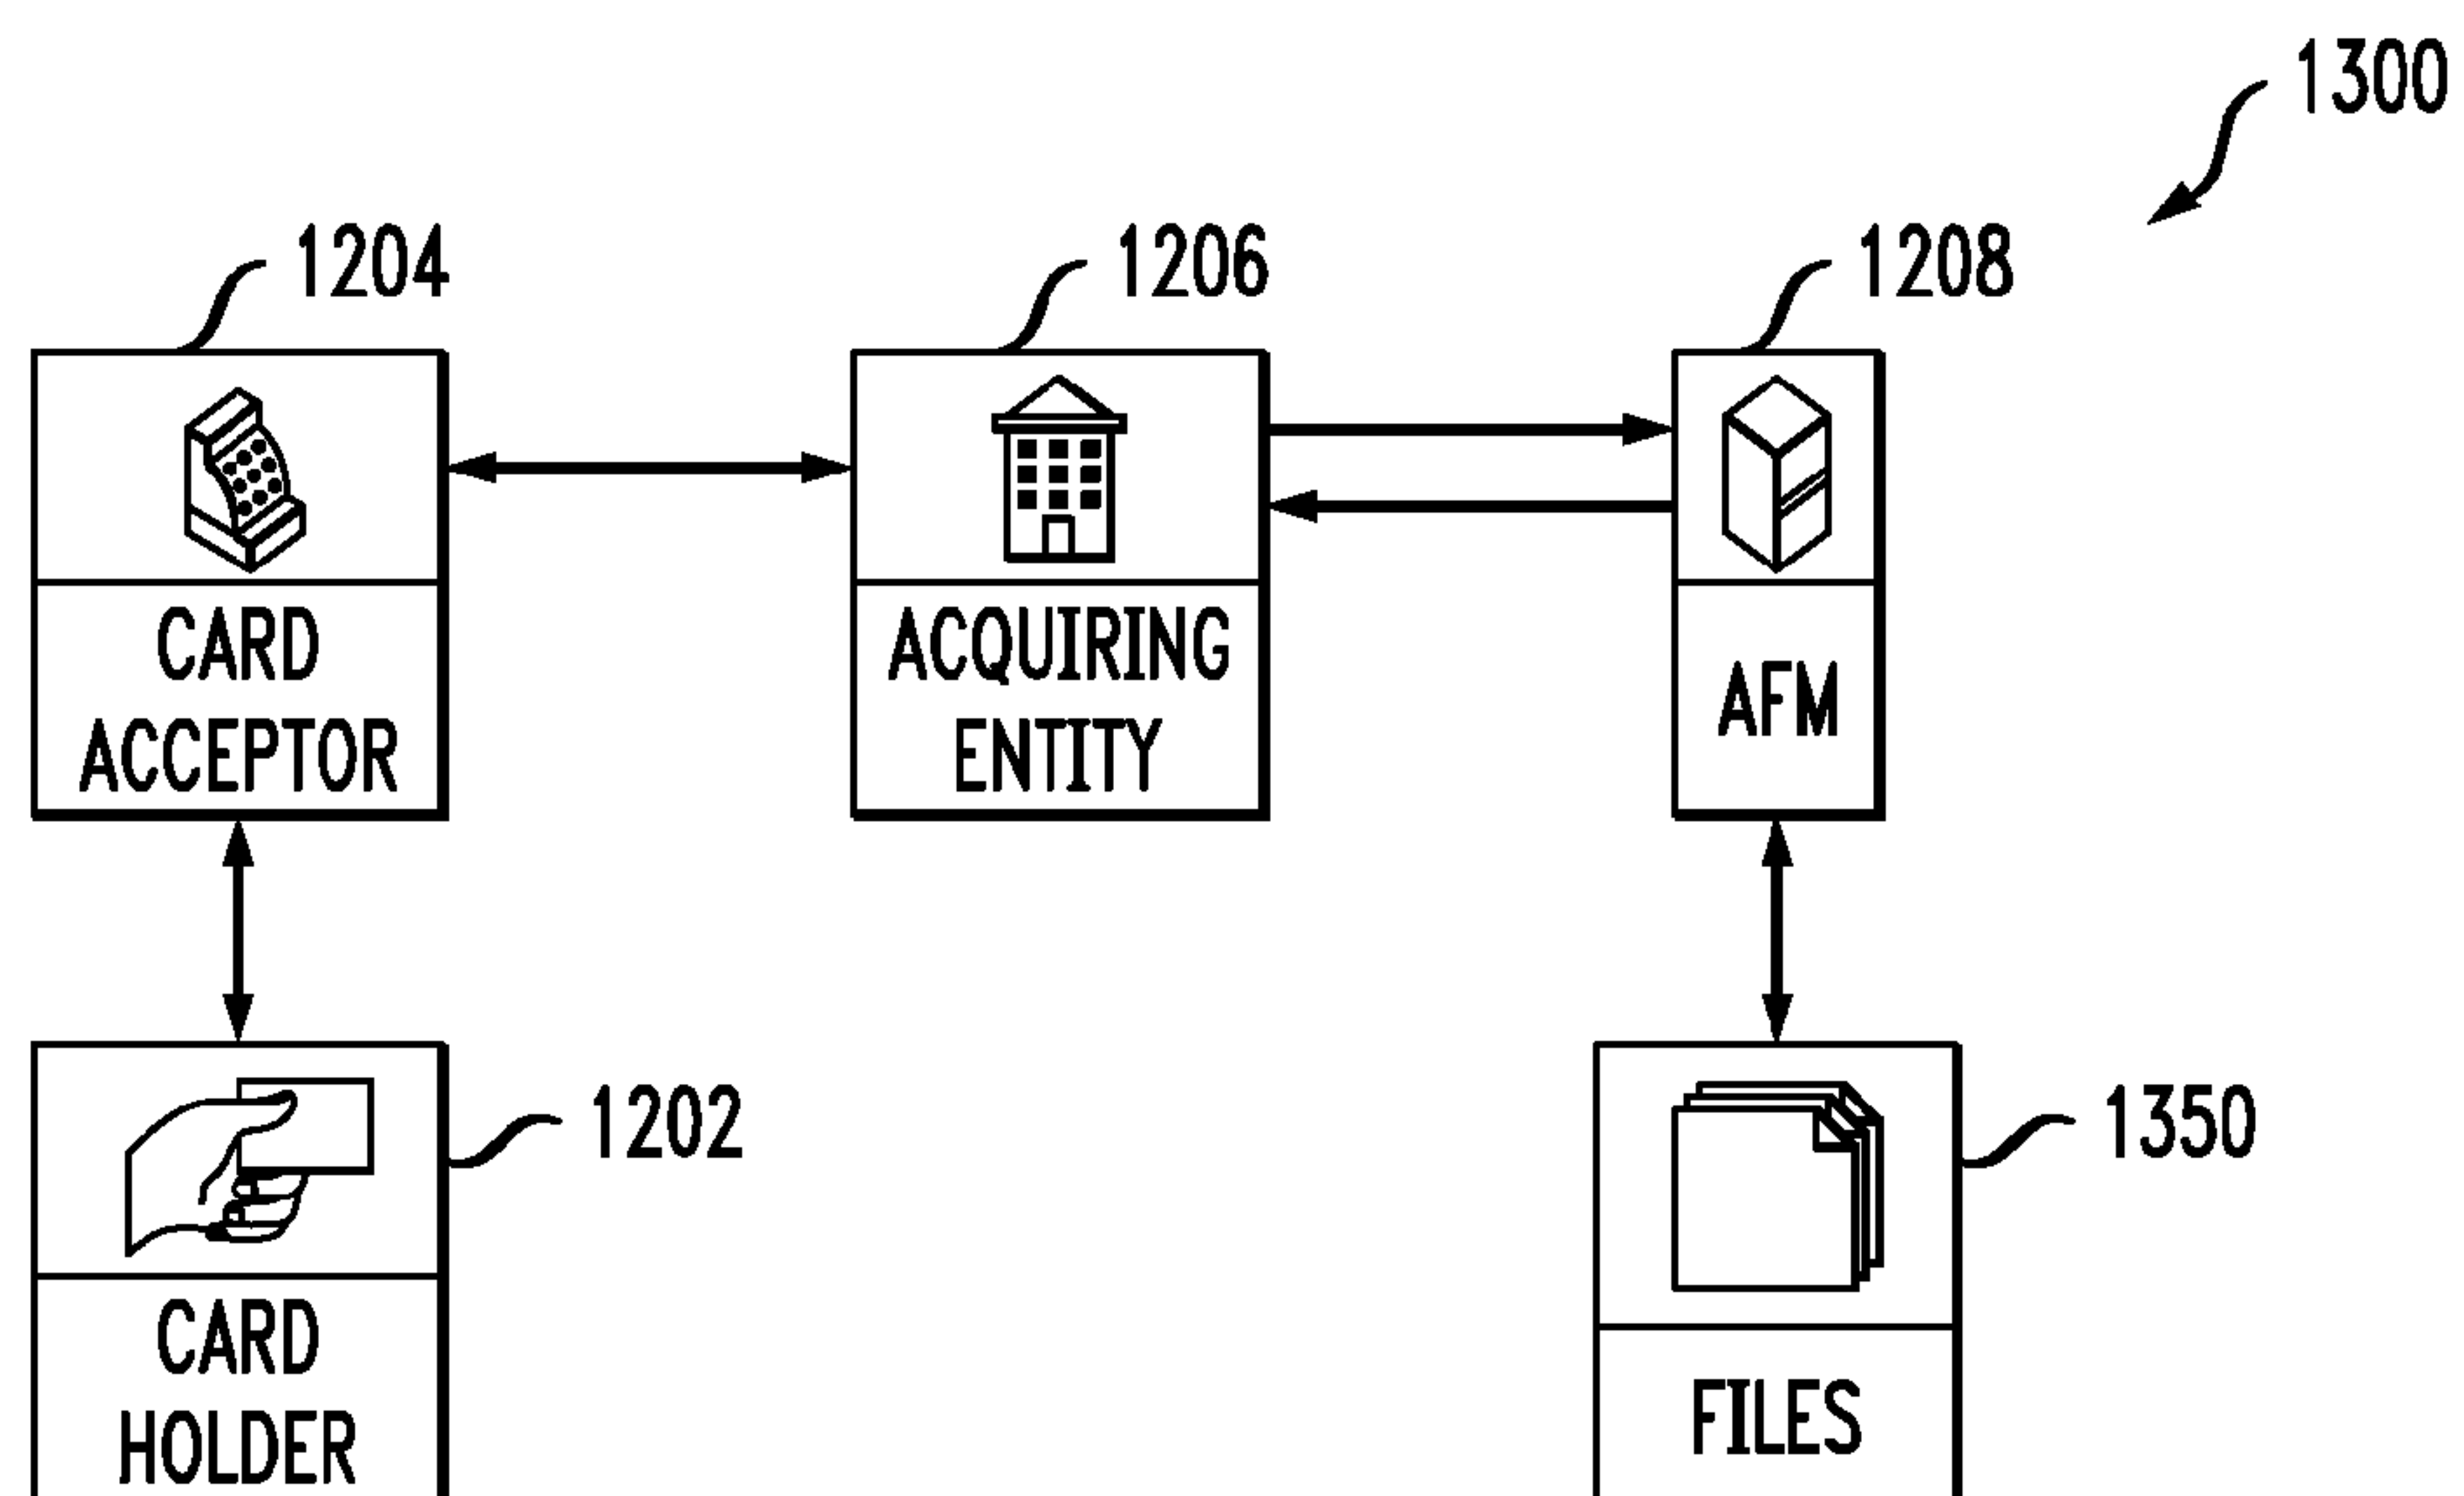 1300
1204
1206
1208
CARD
ACCEPTOR
ACQUIRING
ENTITY
AFM
1202
1350
CARD
HOLDER
FILES